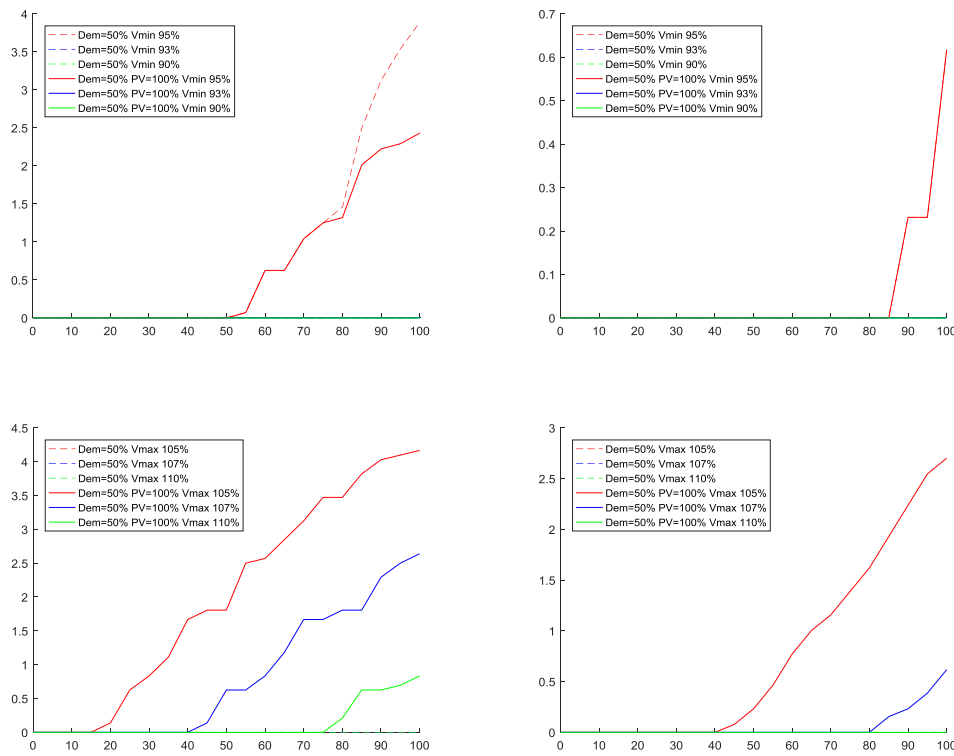 4
3.5
3
2.5
2
1.5
1
0.5
0
0 10 20 30 40 50 60 70 80 90 100
Dem=50% Vmin 95%
Dem=50% Vmin 93%
Dem=50% Vmin 90%
Dem=50% PV=100% Vmin 95%
Dem=50% PV=100% Vmin 93%
Dem=50% PV=100% Vmin 90%
0.7
0.6
0.5
0.4
0.3
0.2
0.1
0
0 10 20 30 40 50 60 70 80 90 100
Dem=50% Vmin 95%
Dem=50% Vmin 93%
Dem=50% Vmin 90%
Dem=50% PV=100% Vmin 95%
Dem=50% PV=100% Vmin 93%
Dem=50% PV=100% Vmin 90%
4.5
4
3.5
3
2.5
2
1.5
1
0.5
0
0 10 20 30 40 50 60 70 80 90 100
Dem=50% Vmax 105%
Dem=50% Vmax 107%
Dem=50% Vmax 110%
Dem=50% PV=100% Vmax 105%
Dem=50% PV=100% Vmax 107%
Dem=50% PV=100% Vmax 110%
3
2.5
2
1.5
1
0.5
0
0 10 20 30 40 50 60 70 80 90 100
Dem=50% Vmax 105%
Dem=50% Vmax 107%
Dem=50% Vmax 110%
Dem=50% PV=100% Vmax 105%
Dem=50% PV=100% Vmax 107%
Dem=50% PV=100% Vmax 110%